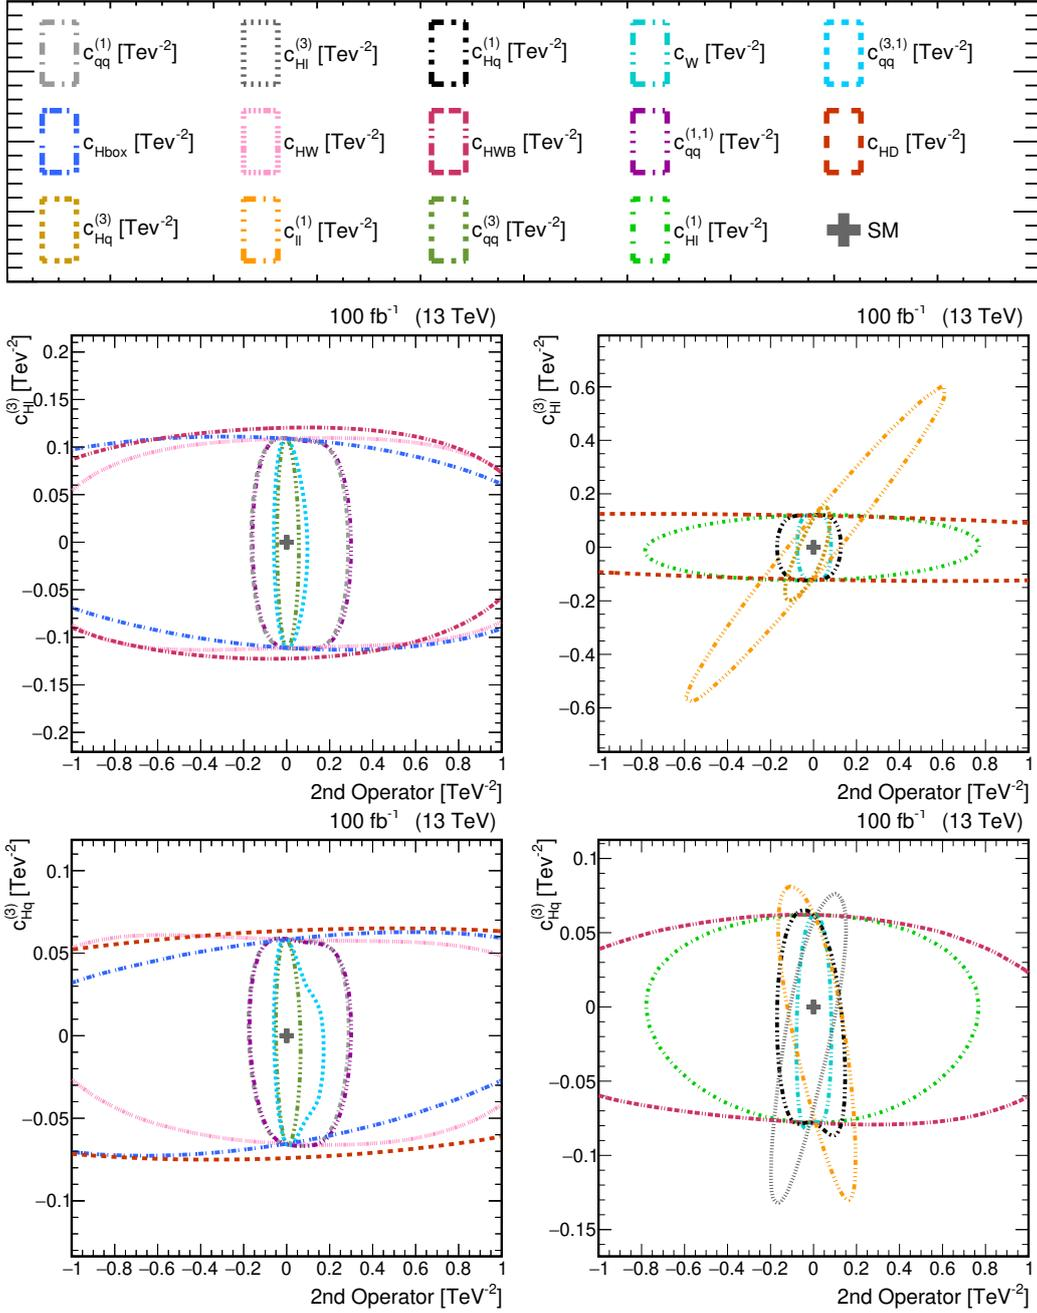 c_qq^(1) [Tev^-2] c_Hl^(3) [Tev^-2] c_Hq^(1) [Tev^-2] c_W [Tev^-2] c_qq^(3,1) [Tev^-2]
c_Hbox [Tev^-2] c_HW [Tev^-2] c_HWB [Tev^-2] c_qq^(1,1) [Tev^-2] c_HD [Tev^-2]
c_Hq^(3) [Tev^-2] c_ll^(1) [Tev^-2] c_qq^(3) [Tev^-2] c_Hl^(1) [Tev^-2] SM
100 fb^-1 (13 TeV)
c_Hl^(3) [TeV^-2]
0.2
0.15
0.1
0.05
0
−0.05
−0.1
−0.15
−0.2
−1 −0.8 −0.6 −0.4 −0.2 0 0.2 0.4 0.6 0.8 1
2nd Operator [TeV^-2]
100 fb^-1 (13 TeV)
c_Hl^(3) [TeV^-2]
0.6
0.4
0.2
0
−0.2
−0.4
−0.6
−1 −0.8 −0.6 −0.4 −0.2 0 0.2 0.4 0.6 0.8 1
2nd Operator [TeV^-2]
100 fb^-1 (13 TeV)
c_Hq^(3) [TeV^-2]
0.1
0.05
0
−0.05
−0.1
−1 −0.8 −0.6 −0.4 −0.2 0 0.2 0.4 0.6 0.8 1
2nd Operator [TeV^-2]
100 fb^-1 (13 TeV)
c_Hq^(3) [TeV^-2]
0.1
0.05
0
−0.05
−0.1
−0.15
−1 −0.8 −0.6 −0.4 −0.2 0 0.2 0.4 0.6 0.8 1
2nd Operator [TeV^-2]